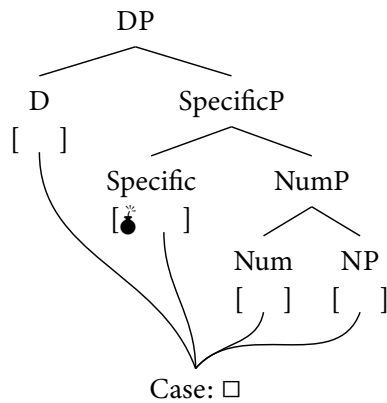 DP
D SpecificP
[ ]
Specific NumP
[💣 ]
Num NP
[ ] [ ]
Case: □